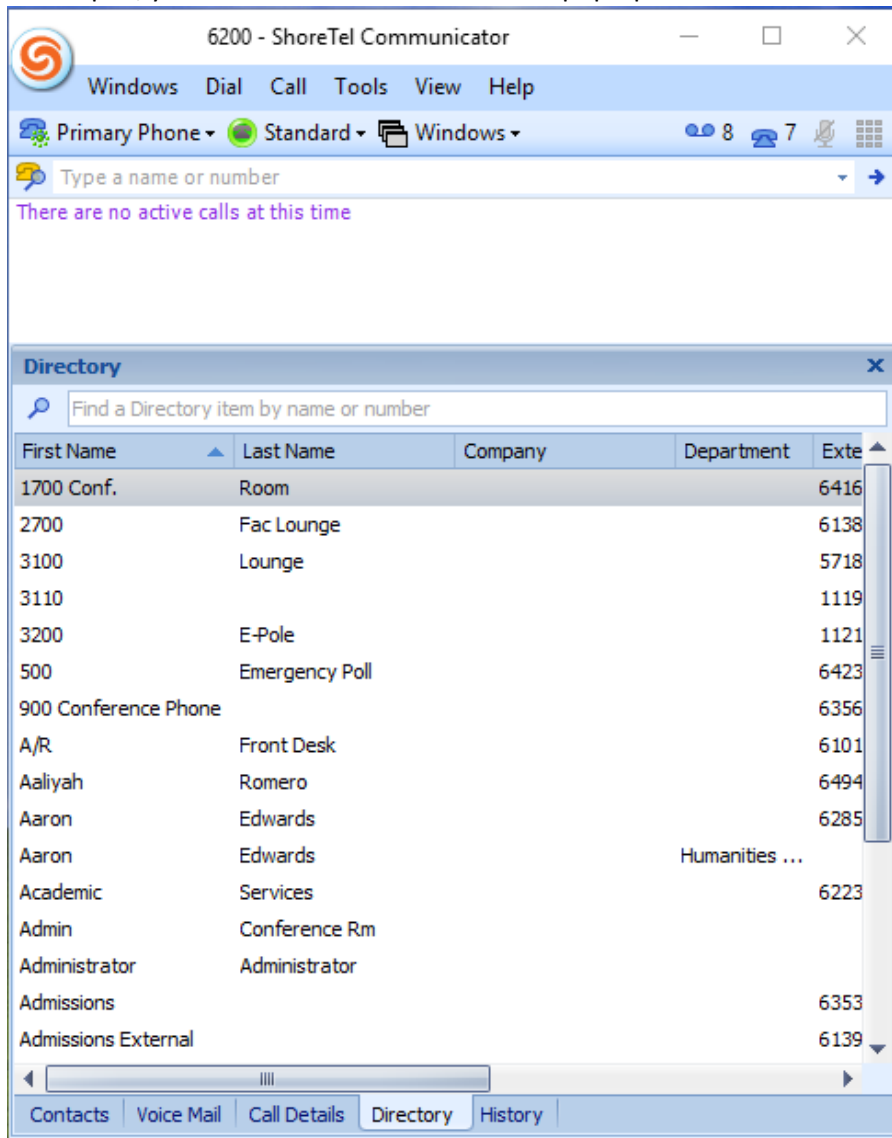 6200 - ShoreTel Communicator
Windows Dial Call Tools View Help
Primary Phone Standard Windows 8 7
Type a name or number
There are no active calls at this time
Directory x
Find a Directory item by name or number
First Name Last Name Company Department Exte
1700 Conf. Room 6416
2700 Fac Lounge 6138
3100 Lounge 5718
3110 1119
3200 E-Pole 1121
500 Emergency Poll 6423
900 Conference Phone 6356
A/R Front Desk 6101
Aaliyah Romero 6494
Aaron Edwards 6285
Aaron Edwards Humanities ...
Academic Services 6223
Admin Conference Rm
Administrator Administrator
Admissions 6353
Admissions External 6139
Contacts Voice Mail Call Details Directory History